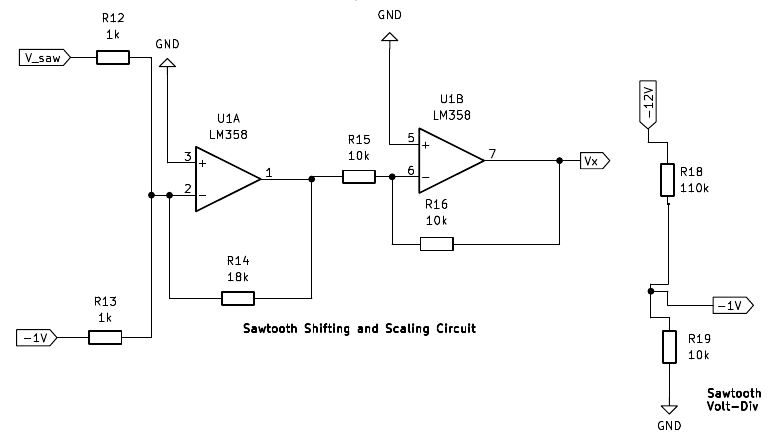 R12
1k
V_saw
GND
U1A
LM358
3
+
2
−
1
R14
18k
R13
1k
−1V
GND
U1B
LM358
R15
10k
5
+
6
−
7
R16
10k
Vx
Sawtooth Shifting and Scaling Circuit
−12V
R18
110k
−1V
R19
10k
GND
Sawtooth
Volt−Div